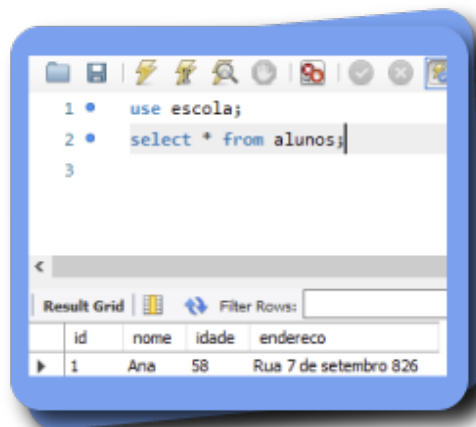 1 use escola;
2 select * from alunos;
3
Result Grid Filter Rows:
id nome idade endereco
1 Ana 58 Rua 7 de setembro 826